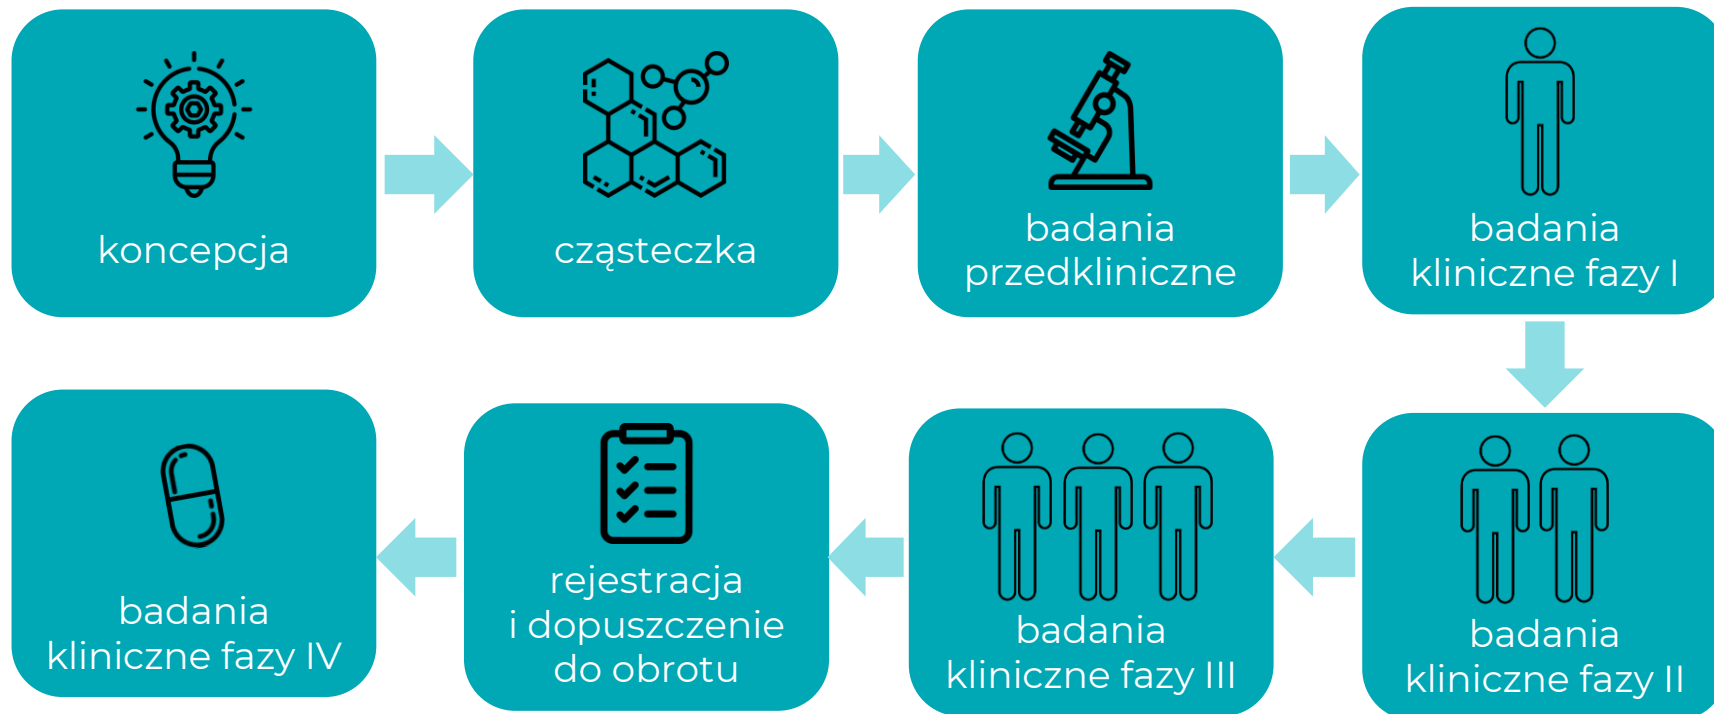 koncepcja
cząsteczka
badania
przedkliniczne
badania
kliniczne fazy I
badania
kliniczne fazy II
badania
kliniczne fazy III
rejestracja
i dopuszczenie
do obrotu
badania
kliniczne fazy IV